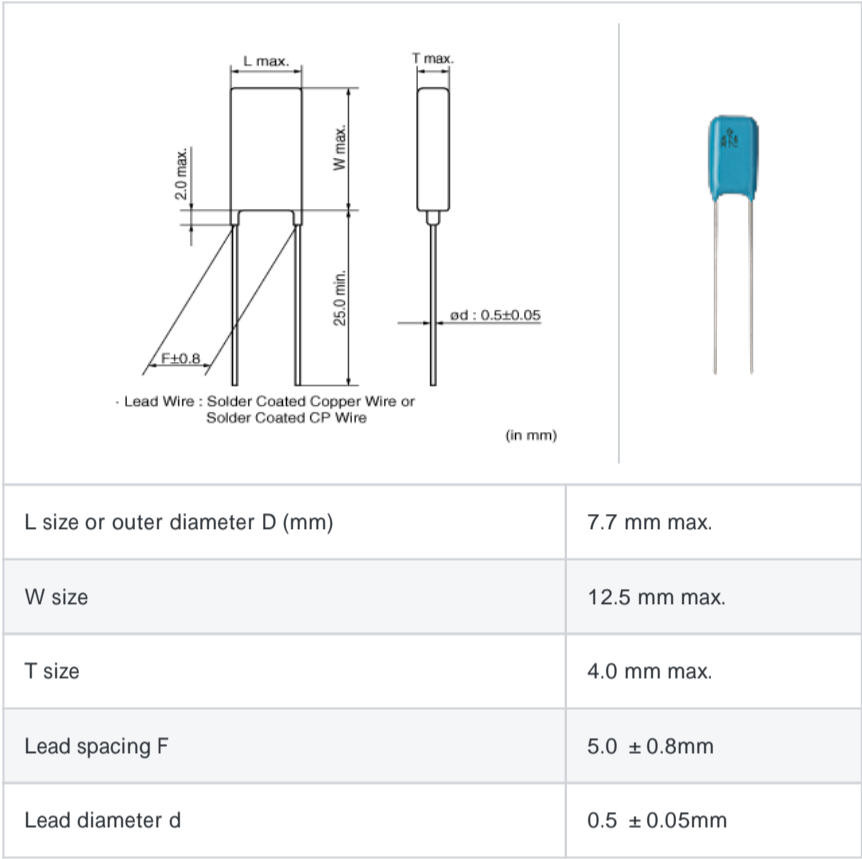 L max.
T max.
W max.
2.0 max.
25.0 min.
ød : 0.5±0.05
F±0.8
· Lead Wire : Solder Coated Copper Wire or
Solder Coated CP Wire
(in mm)
L size or outer diameter D (mm) 7.7 mm max.
W size 12.5 mm max.
T size 4.0 mm max.
Lead spacing F 5.0 ±0.8mm
Lead diameter d 0.5 ±0.05mm